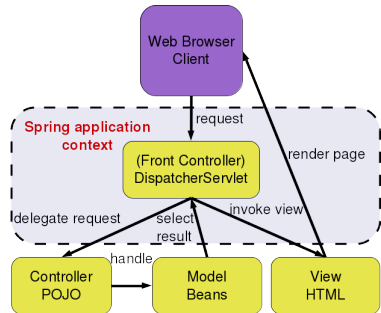 Web Browser
Client
request
Spring application
context
(Front Controller)
DispatcherServlet
render page
delegate request
select
result
invoke view
handle
Controller
POJO
Model
Beans
View
HTML